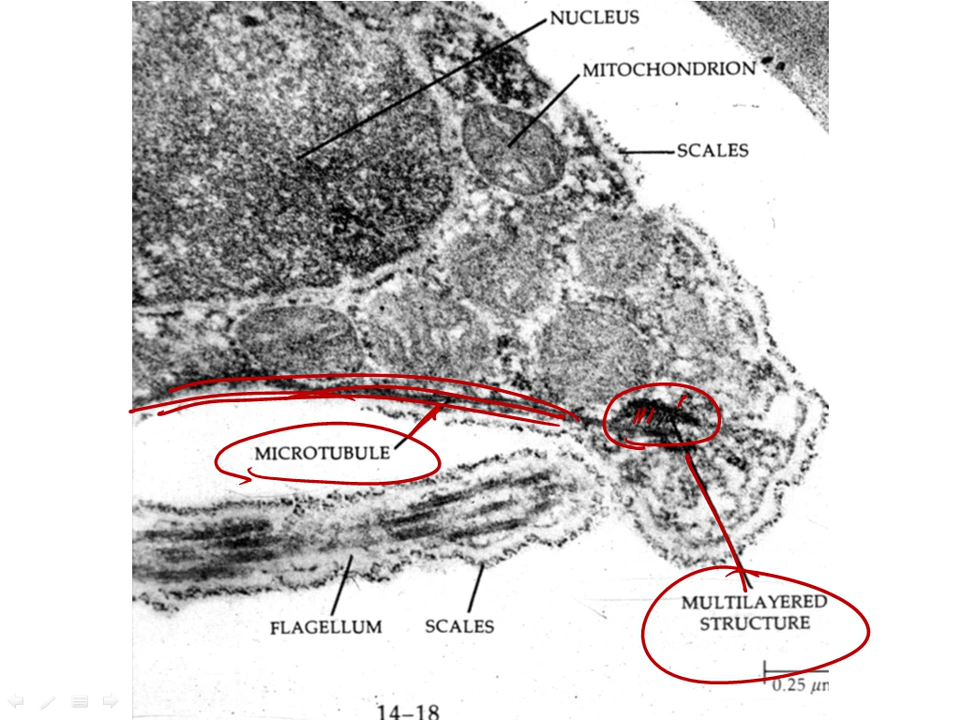 NUCLEUS
MITOCHONDRION
SCALES
MICROTUBULE
FLAGELLUM
SCALES
MULTILAYERED
STRUCTURE
0.25 μm
14–18